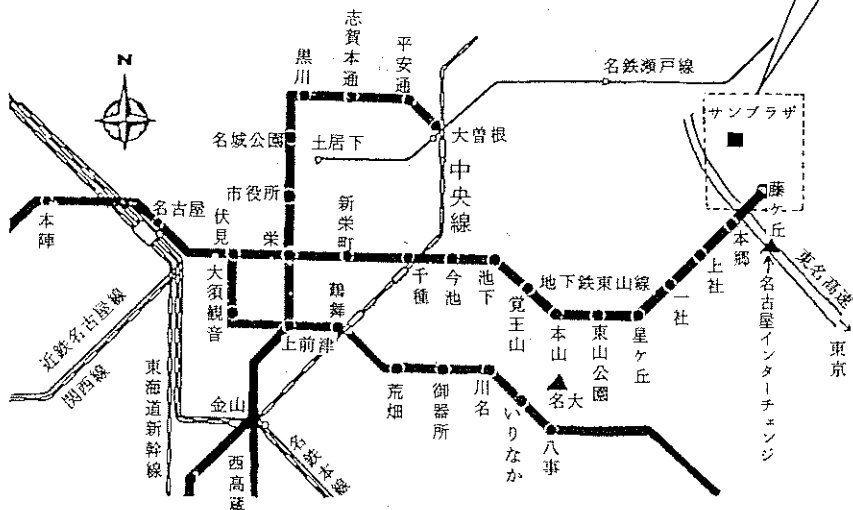 N
志賀本通
黒川
平安通
名鉄瀬戸線
サンプラザ
名城公園
土居下
大曽根
中央線
市役所
藤ヶ丘
本陣
名古屋
伏見
栄
新栄町
千種
今池
池下
地下鉄東山線
本郷
上社
一社
東名高速
大須観音
鶴舞
覚王山
本山
東山公園
星ヶ丘
名古屋インターチェンジ
東京
近鉄名古屋線
関西線
東海道新幹線
上前津
名大
荒畑
御器所
川名
いりなか
八事
金山
西高蔵
名鉄本線